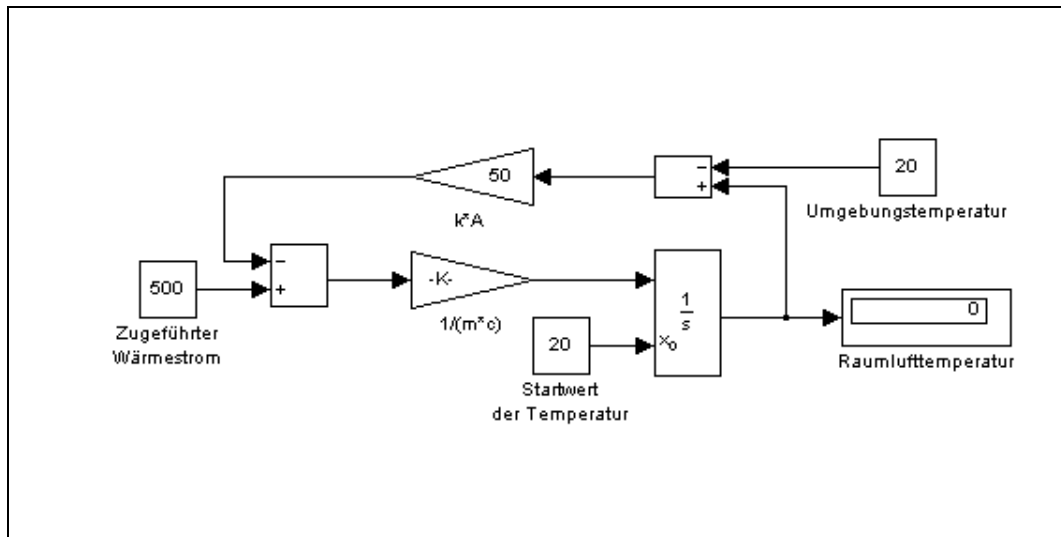 50
k*A
−
+
20
Umgebungstemperatur
500
Zugeführter
Wärmestrom
−
+
-K-
1/(m*c)
20
Startwert
der Temperatur
1
s
x0
0
Raumlufttemperatur